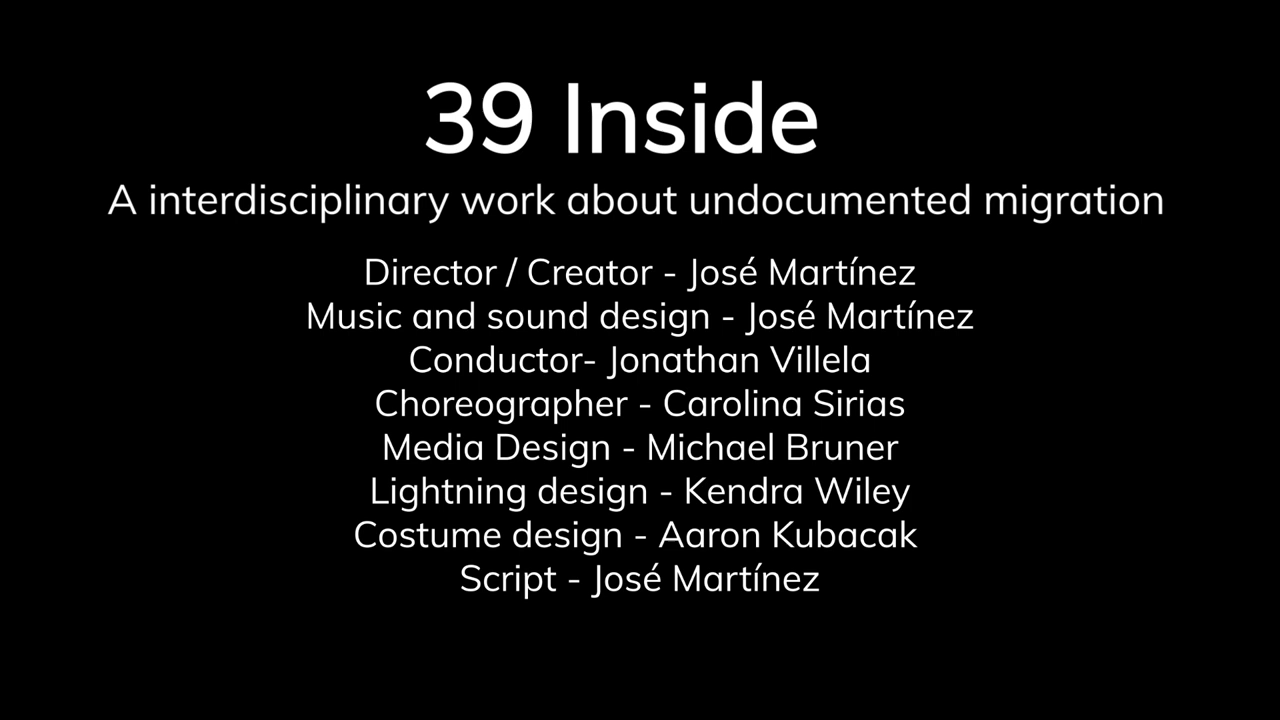 39 Inside
A interdisciplinary work about undocumented migration
Director / Creator - José Martínez
Music and sound design - José Martínez
Conductor- Jonathan Villela
Choreographer - Carolina Sirias
Media Design - Michael Bruner
Lightning design - Kendra Wiley
Costume design - Aaron Kubacak
Script - José Martínez